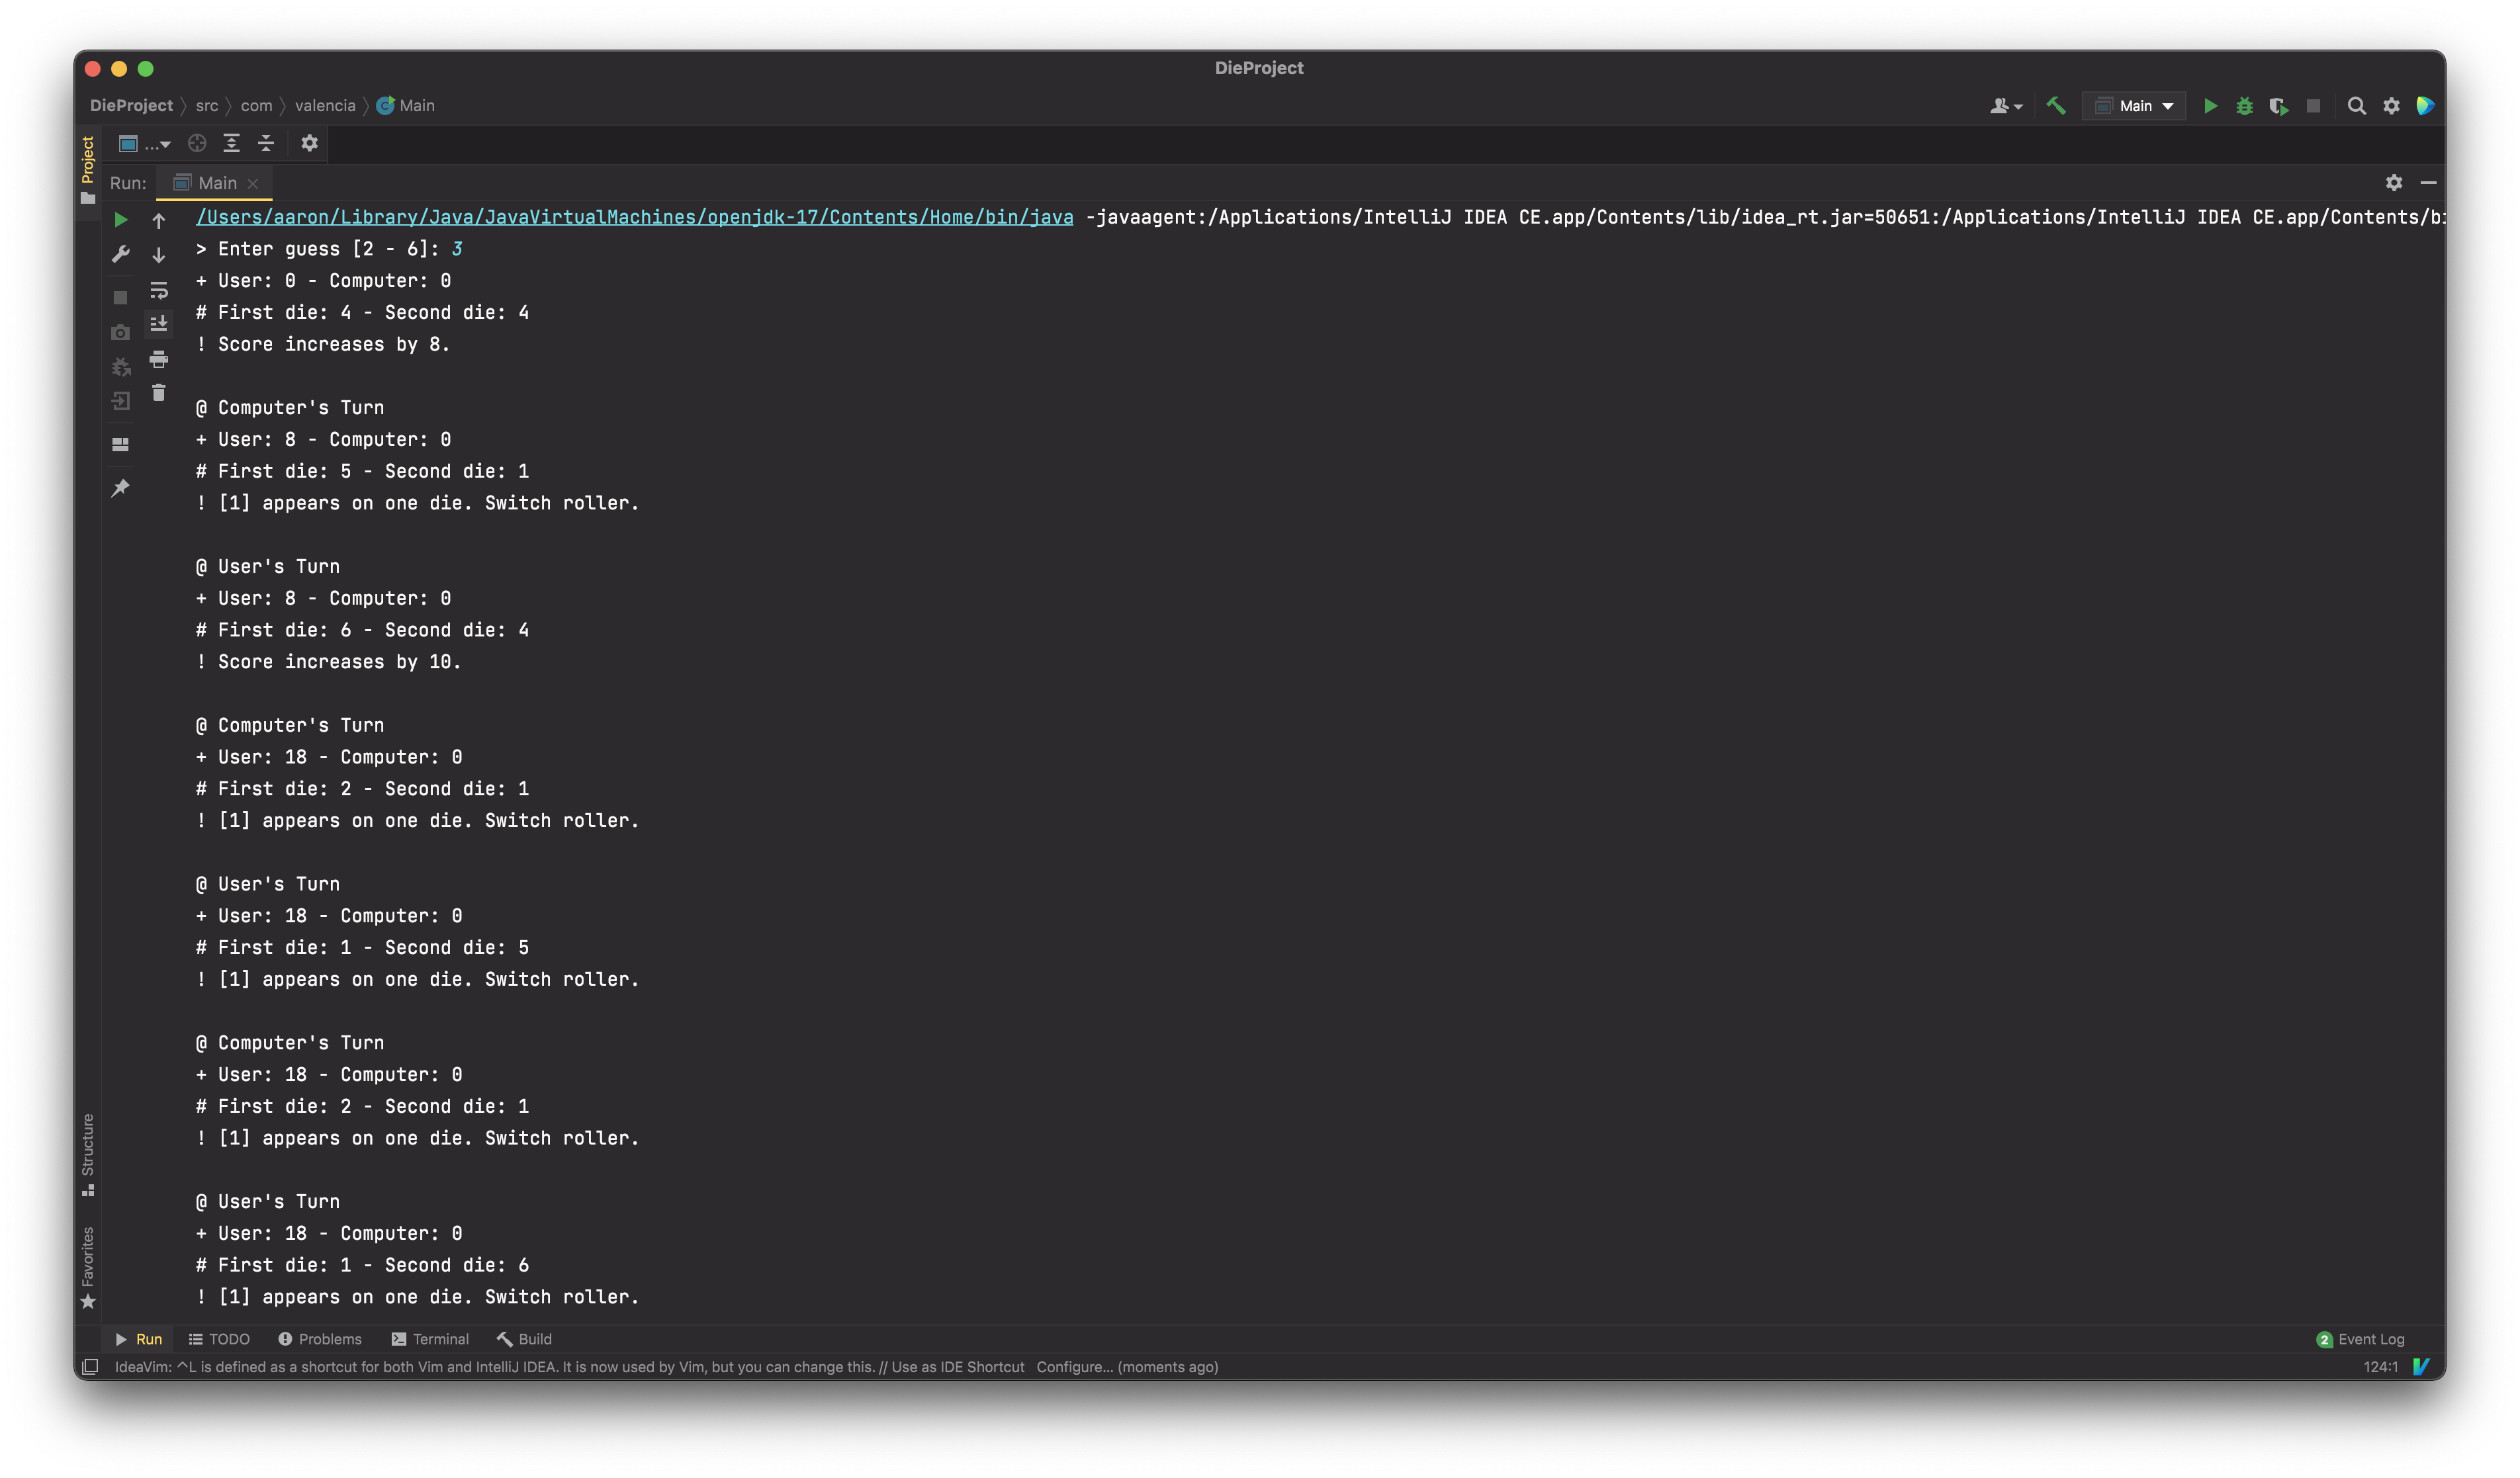 DieProject
DieProject 〉 src 〉 com 〉 valencia 〉 Main
Main
Project
...
Run: Main
/Users/aaron/Library/Java/JavaVirtualMachines/openjdk-17/Contents/Home/bin/java -javaagent:/Applications/IntelliJ IDEA CE.app/Contents/lib/idea_rt.jar=50651:/Applications/IntelliJ IDEA CE.app/Contents/bi
> Enter guess [2 - 6]: 3
+ User: 0 - Computer: 0
# First die: 4 - Second die: 4
! Score increases by 8.
@ Computer's Turn
+ User: 8 - Computer: 0
# First die: 5 - Second die: 1
! [1] appears on one die. Switch roller.
@ User's Turn
+ User: 8 - Computer: 0
# First die: 6 - Second die: 4
! Score increases by 10.
@ Computer's Turn
+ User: 18 - Computer: 0
# First die: 2 - Second die: 1
! [1] appears on one die. Switch roller.
@ User's Turn
+ User: 18 - Computer: 0
# First die: 1 - Second die: 5
! [1] appears on one die. Switch roller.
@ Computer's Turn
+ User: 18 - Computer: 0
# First die: 2 - Second die: 1
! [1] appears on one die. Switch roller.
@ User's Turn
+ User: 18 - Computer: 0
# First die: 1 - Second die: 6
! [1] appears on one die. Switch roller.
Structure
Favorites
Run TODO Problems Terminal Build
2 Event Log
IdeaVim: ^L is defined as a shortcut for both Vim and IntelliJ IDEA. It is now used by Vim, but you can change this. // Use as IDE Shortcut Configure... (moments ago)
124:1